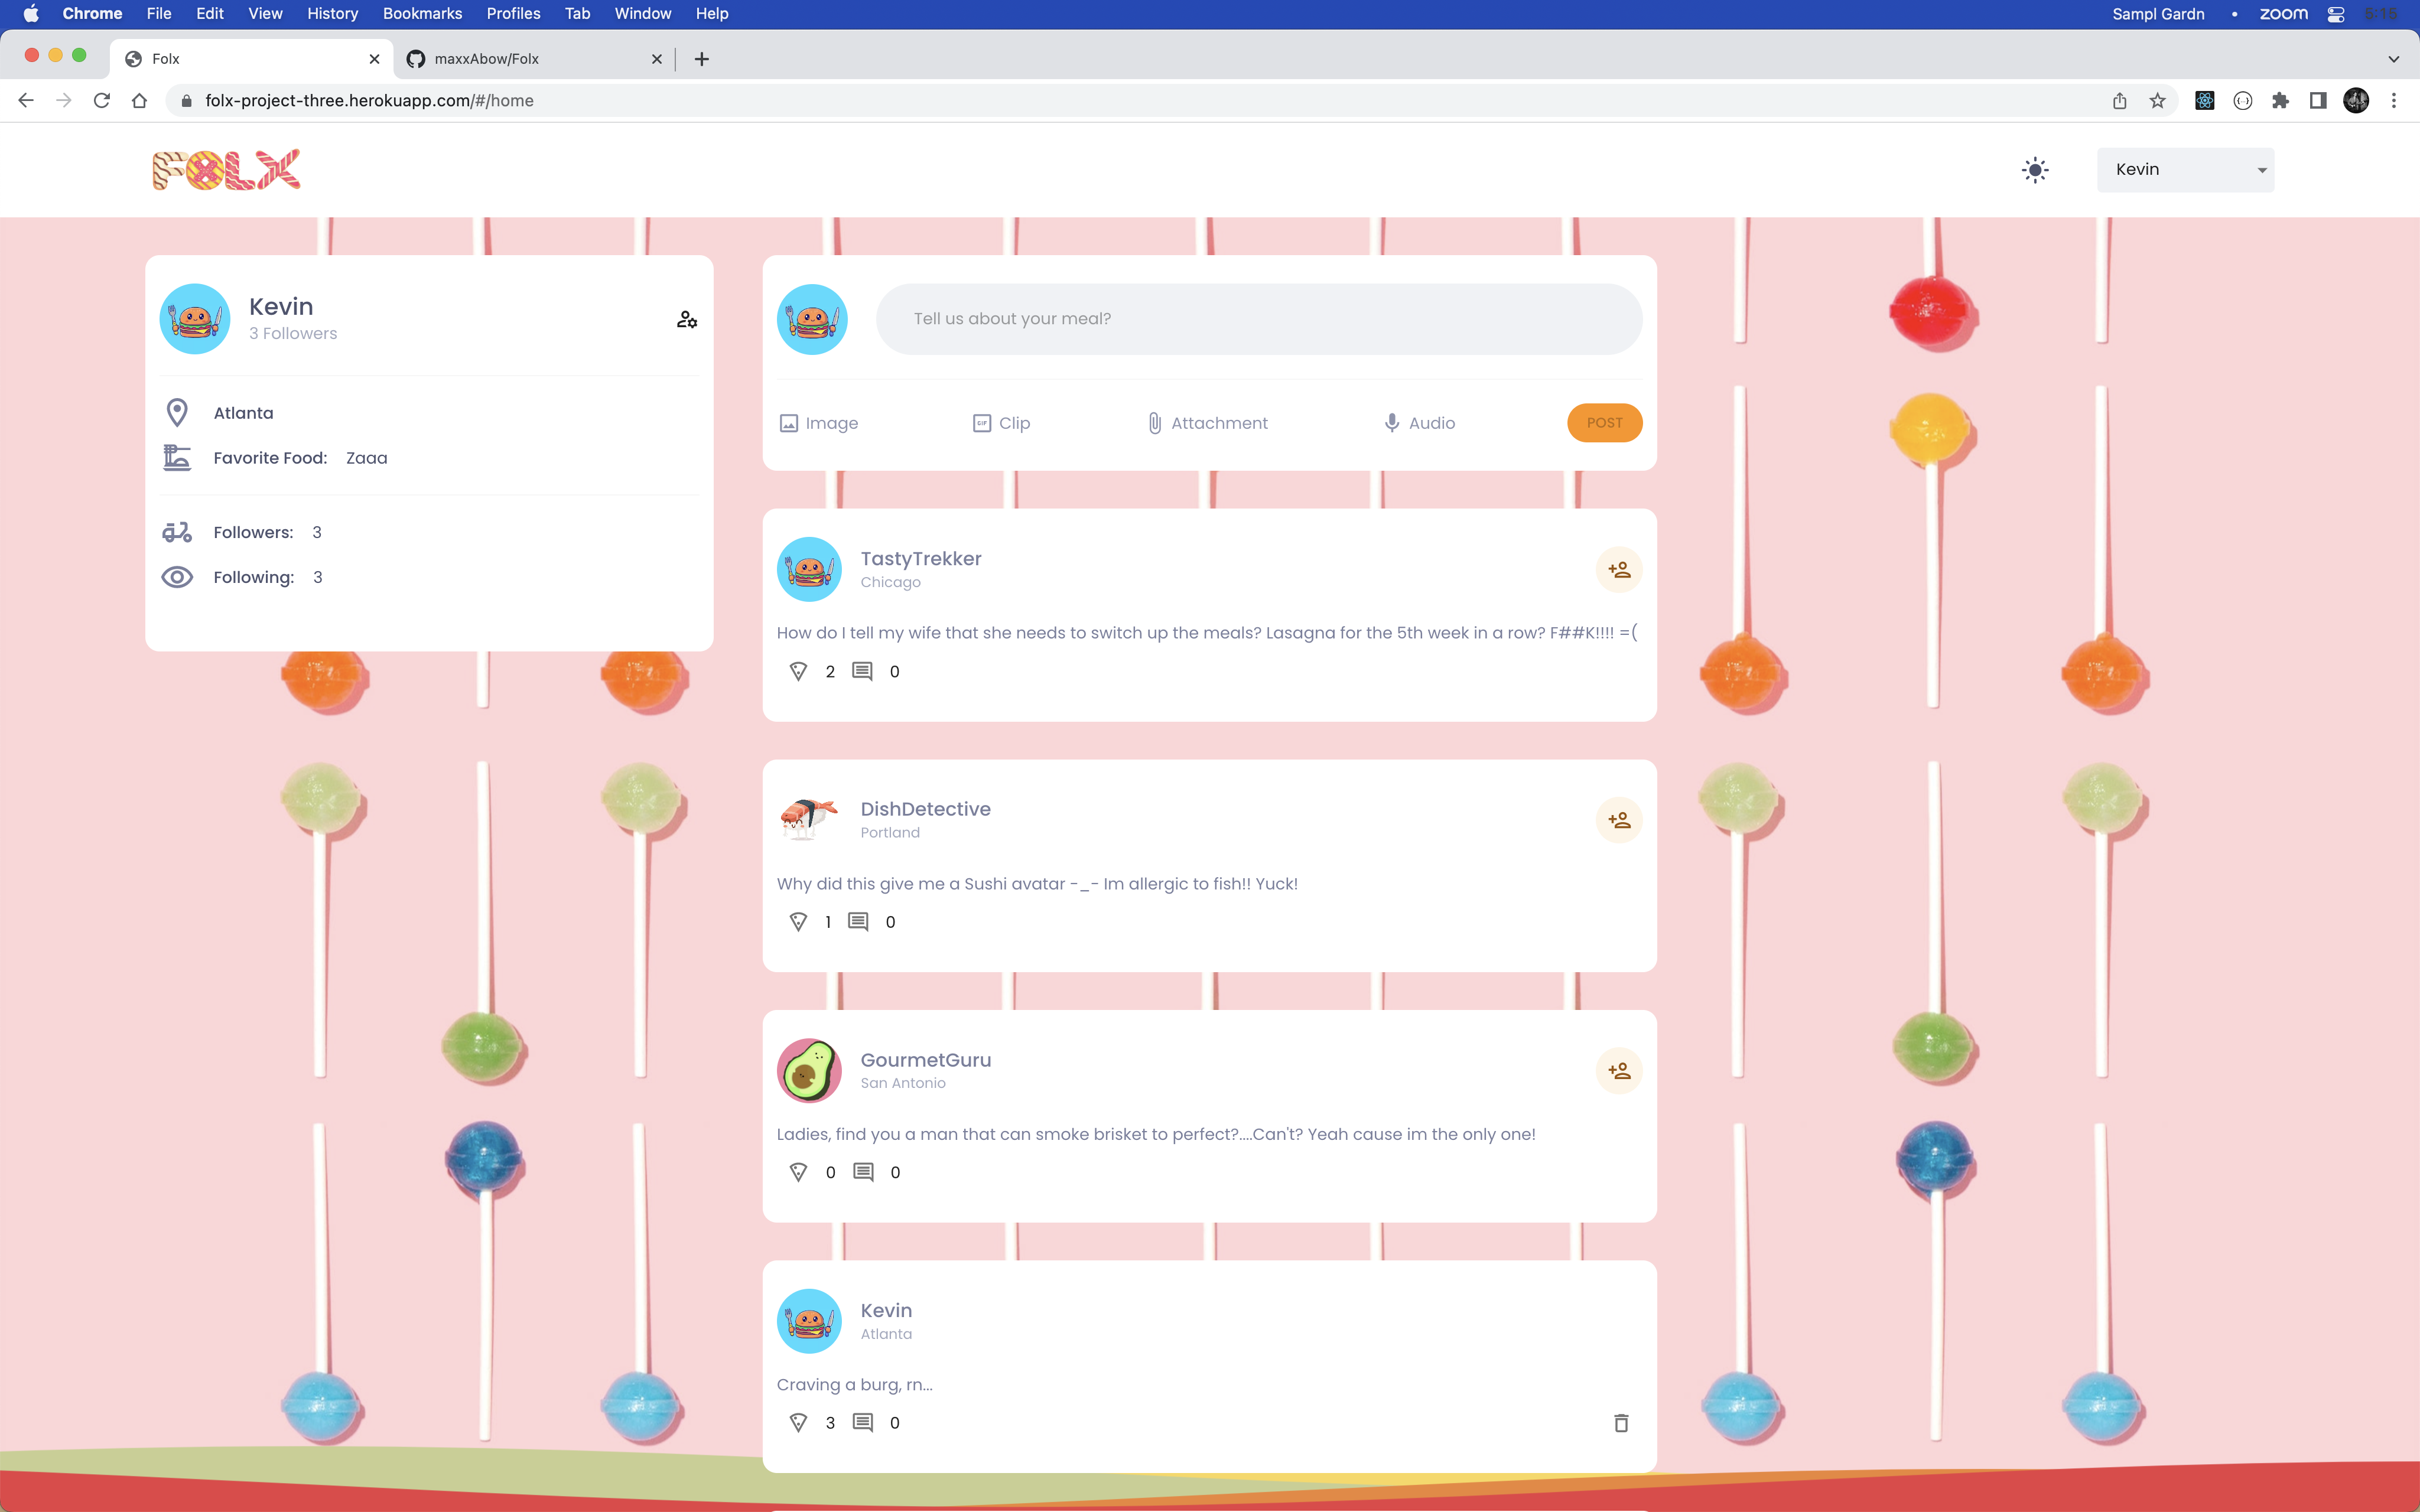 Chrome File Edit View History Bookmarks Profiles Tab Window Help Sampl Gardn • zoom
Folx
maxxAbow/Folx
folx-project-three.herokuapp.com/#/home
FOLX
Kevin
Kevin
3 Followers
Atlanta
Favorite Food: Zaaa
Followers: 3
Following: 3
Tell us about your meal?
Image
GIF Clip
Attachment
Audio
POST
TastyTrekker
Chicago
How do I tell my wife that she needs to switch up the meals? Lasagna for the 5th week in a row? F##K!!!! =(
2 0
DishDetective
Portland
Why did this give me a Sushi avatar -_- Im allergic to fish!! Yuck!
1 0
GourmetGuru
San Antonio
Ladies, find you a man that can smoke brisket to perfect?....Can't? Yeah cause im the only one!
0 0
Kevin
Atlanta
Craving a burg, rn...
3 0